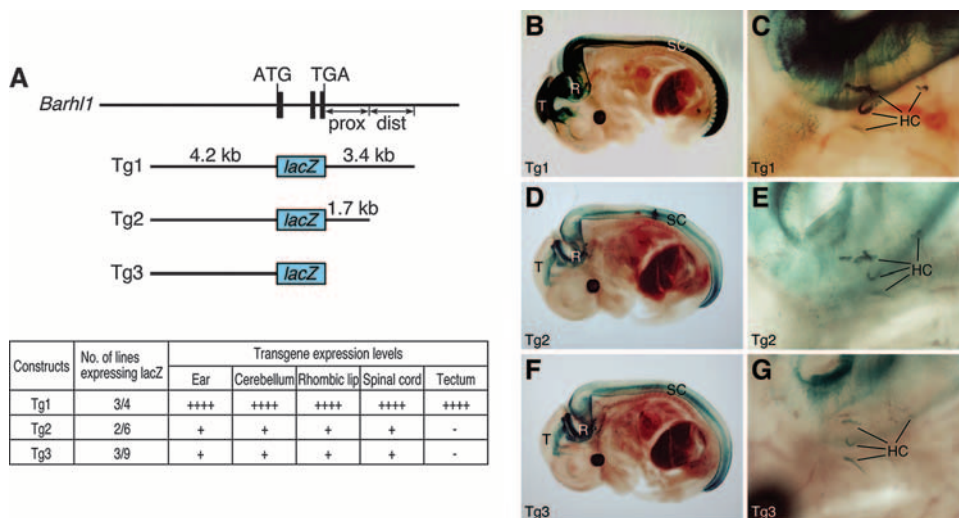 A
ATG TGA
Barhl1
prox dist
Tg1 4.2 kb lacZ 3.4 kb
Tg2 lacZ 1.7 kb
Tg3 lacZ
Constructs No. of lines expressing lacZ Transgene expression levels
Ear Cerebellum Rhombic lip Spinal cord Tectum
Tg1 3/4 ++++ ++++ ++++ ++++ ++++
Tg2 2/6 + + + + -
Tg3 3/9 + + + + -
B
SC
R
T
Tg1
C
HC
Tg1
D
SC
R
T
Tg2
E
HC
Tg2
F
SC
R
T
Tg3
G
HC
Tg3